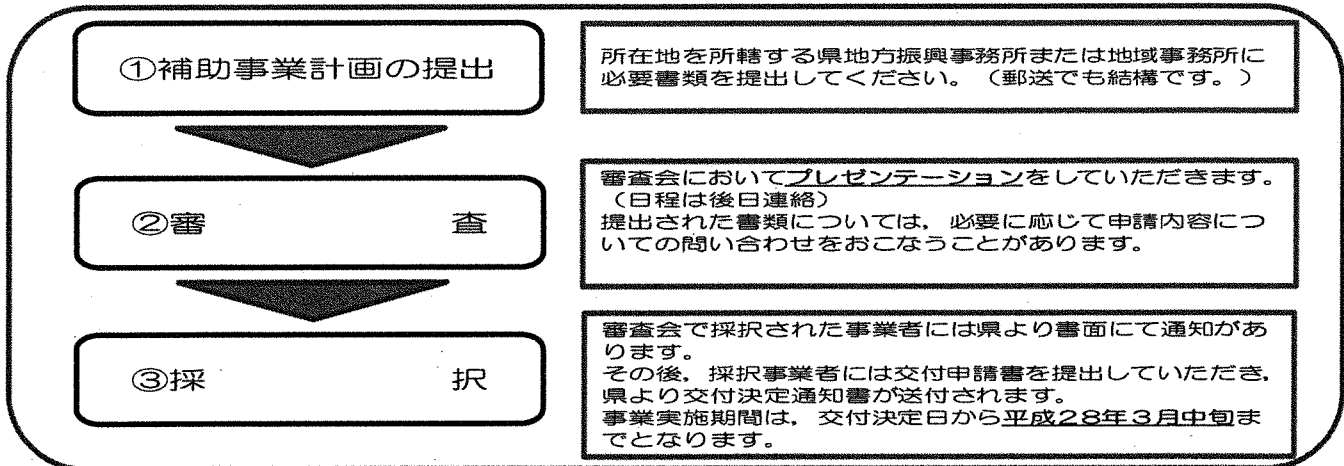 ①補助事業計画の提出
所在地を所轄する県地方振興事務所または地域事務所に
必要書類を提出してください。（郵送でも結構です。）
②審　　　　　査
審査会においてプレゼンテーションをしていただきます。
（日程は後日連絡）
提出された書類については，必要に応じて申請内容につ
いての問い合わせをおこなうことがあります。
③採　　　　　択
審査会で採択された事業者には県より書面にて通知があ
ります。
その後，採択事業者には交付申請書を提出していただき，
県より交付決定通知書が送付されます。
事業実施期間は，交付決定日から平成２８年３月中旬ま
でとなります。